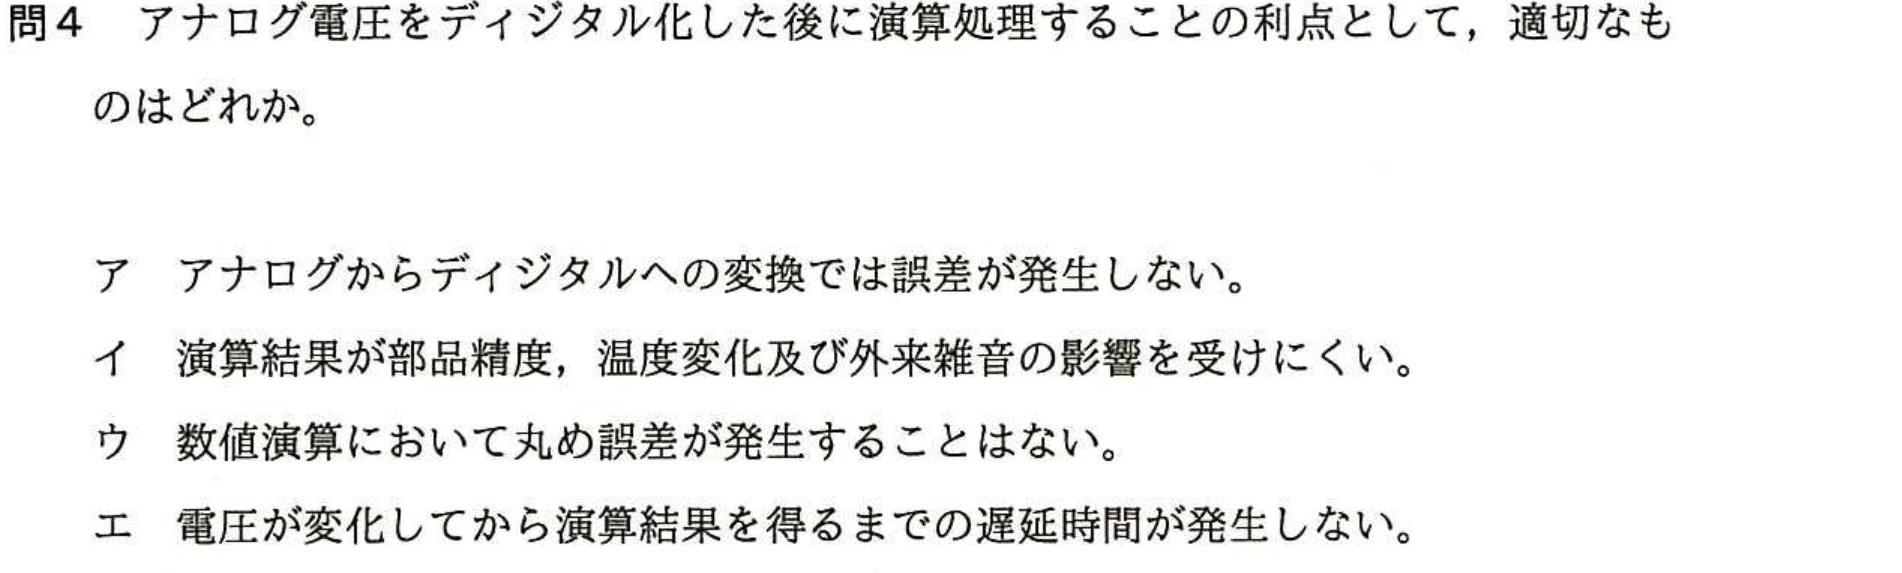 問4　アナログ電圧をディジタル化した後に演算処理することの利点として，適切なも
のはどれか。
ア　アナログからディジタルへの変換では誤差が発生しない。
イ　演算結果が部品精度，温度変化及び外来雑音の影響を受けにくい。
ウ　数値演算において丸め誤差が発生することはない。
エ　電圧が変化してから演算結果を得るまでの遅延時間が発生しない。